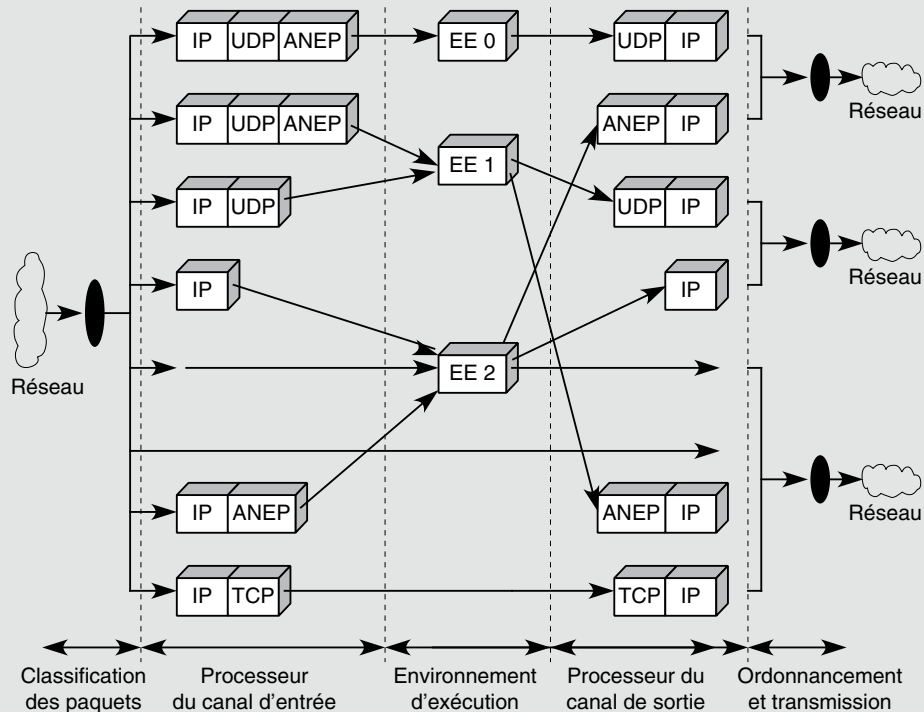 IP UDP ANEP EE 0 UDP IP
Réseau
IP UDP ANEP ANEP IP
EE 1
IP UDP UDP IP
Réseau
IP IP
EE 2
Réseau
IP ANEP ANEP IP
Réseau
IP TCP TCP IP
Classification des paquets
Processeur du canal d'entrée
Environnement d'exécution
Processeur du canal de sortie
Ordonnancement et transmission